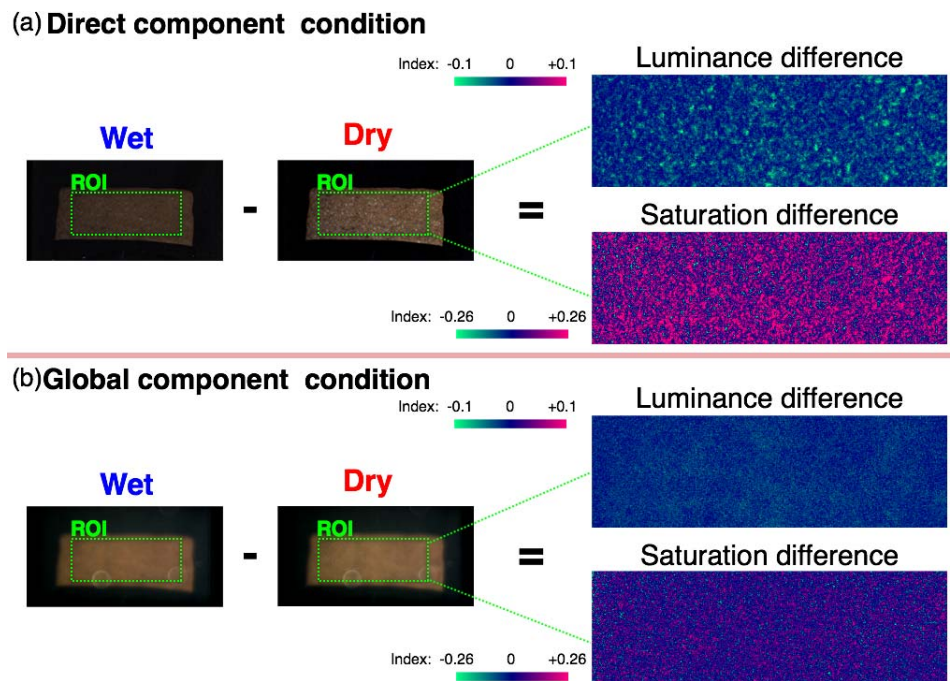 (a) Direct component condition
Index: -0.1 0 +0.1
Luminance difference
Wet
Dry
ROI
ROI
-
=
Saturation difference
Index: -0.26 0 +0.26
(b) Global component condition
Index: -0.1 0 +0.1
Luminance difference
Wet
Dry
ROI
ROI
-
=
Saturation difference
Index: -0.26 0 +0.26